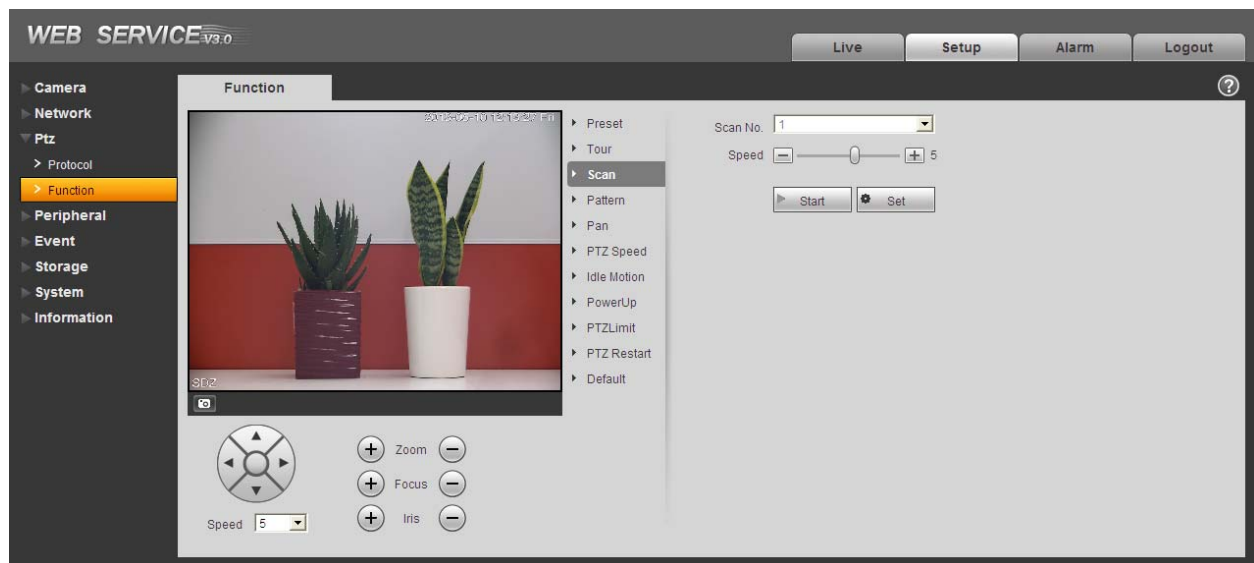 WEB SERVICE V3.0
Live
Setup
Alarm
Logout
Camera
Network
Ptz
> Protocol
> Function
Peripheral
Event
Storage
System
Information
Function
SDZ
Zoom
Focus
Iris
Speed 5
Preset
Tour
Scan
Pattern
Pan
PTZ Speed
Idle Motion
PowerUp
PTZLimit
PTZ Restart
Default
Scan No. 1
Speed 5
Start
Set